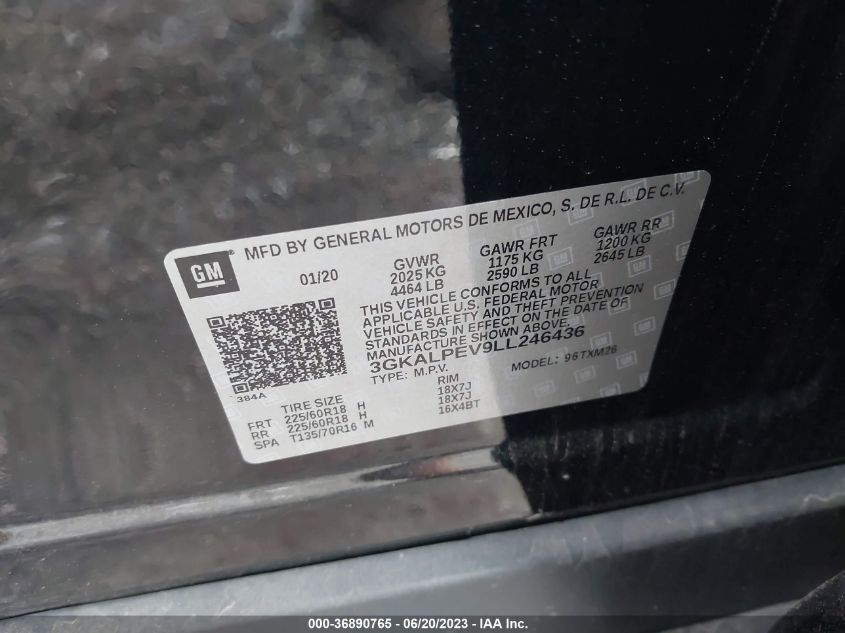 MFD BY GENERAL MOTORS DE MEXICO, S. DE R.L. DE C.V.
GM
01/20
GVWR
2025 KG
4464 LB
GAWR FRT
1175 KG
2590 LB
GAWR RR
1200 KG
2645 LB
THIS VEHICLE CONFORMS TO ALL
APPLICABLE U.S. FEDERAL MOTOR
VEHICLE SAFETY AND THEFT PREVENTION
STANDARDS IN EFFECT ON THE DATE OF
MANUFACTURE SHOWN ABOVE.
3GKALPEV9LL246436
TYPE: M.P.V.
MODEL: 96TXM26
384A
TIRE SIZE
RIM
FRT 225/60R18 H 18X7J
RR 225/60R18 H 18X7J
SPA T135/70R16 M 16X4BT
000-36890765 - 06/20/2023 - IAA Inc.